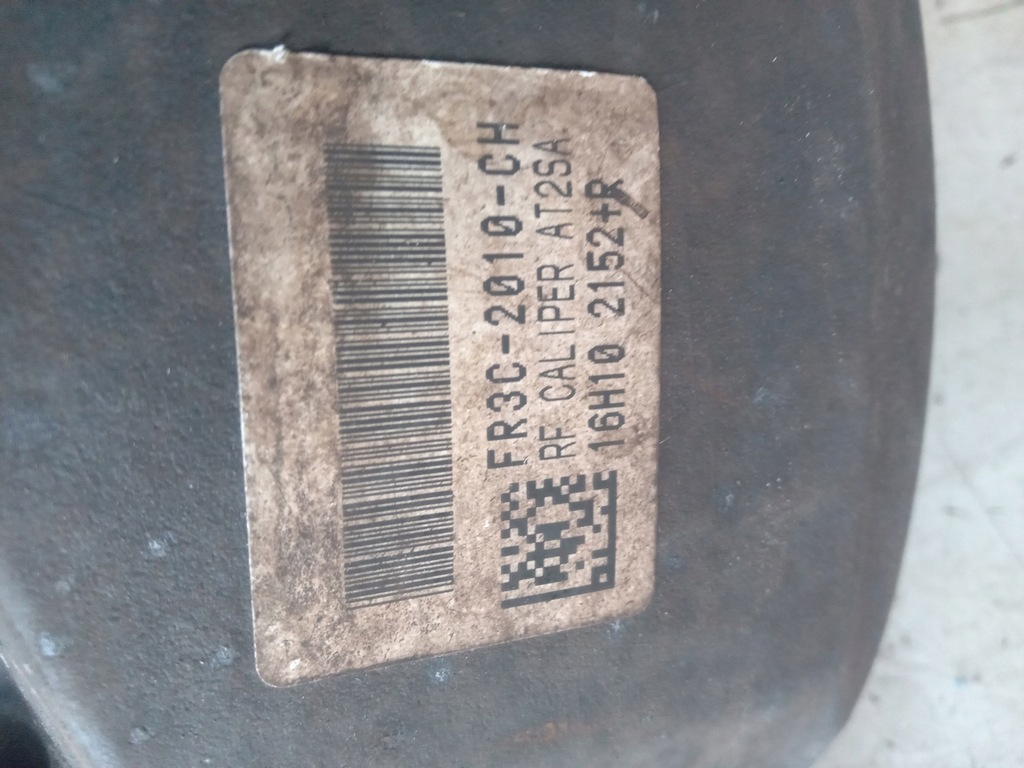 FR3C-2010-CH
RF CALIPER AT2SA.
16H10 2152+R